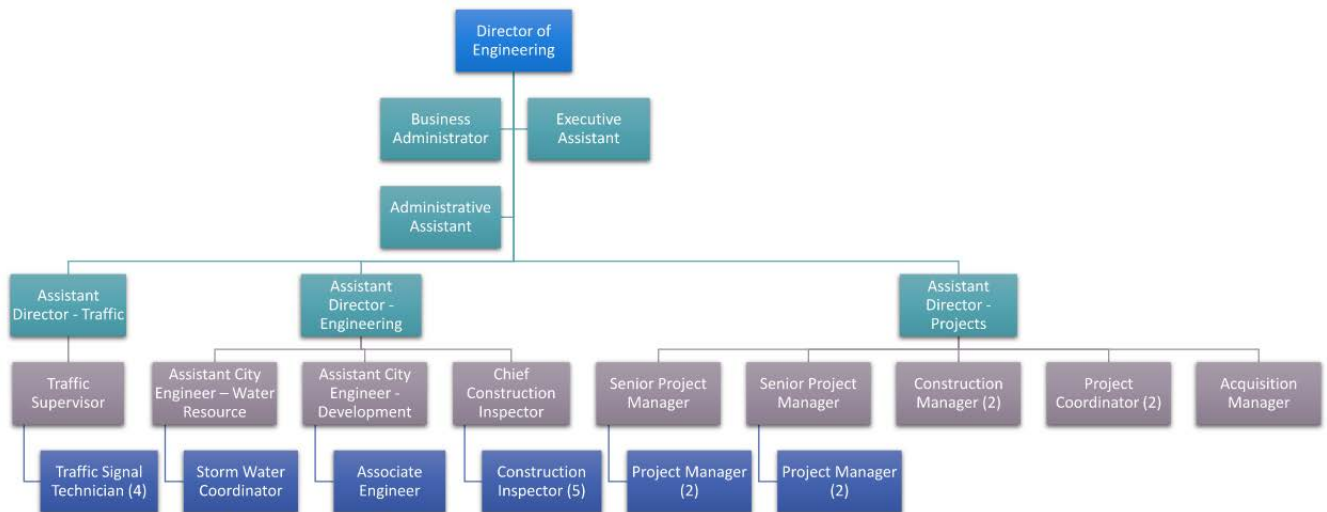 Director of
Engineering
Business
Administrator
Executive
Assistant
Administrative
Assistant
Assistant
Director - Traffic
Assistant
Director -
Engineering
Assistant
Director -
Projects
Traffic
Supervisor
Assistant City
Engineer – Water
Resource
Assistant City
Engineer -
Development
Chief
Construction
Inspector
Senior Project
Manager
Senior Project
Manager
Construction
Manager (2)
Project
Coordinator (2)
Acquisition
Manager
Traffic Signal
Technician (4)
Storm Water
Coordinator
Associate
Engineer
Construction
Inspector (5)
Project Manager
(2)
Project Manager
(2)